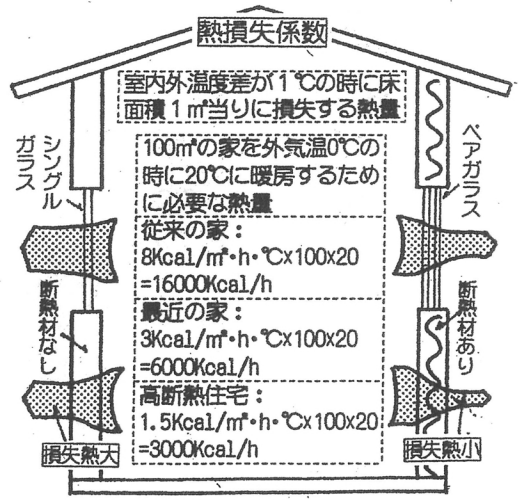 熱損失係数
室内外温度差が1℃の時に床
面積1㎡当りに損失する熱量
100㎡の家を外気温0℃の
時に20℃に暖房するため
に必要な熱量
従来の家：
8Kcal/㎡・h・℃x100x20
=16000Kcal/h
最近の家：
3Kcal/㎡・h・℃x100x20
=6000Kcal/h
高断熱住宅：
1.5Kcal/㎡・h・℃x100x20
=3000Kcal/h
シングル
ガラス
断熱材なし
損失熱大
ペアガラス
断熱材あり
損失熱小